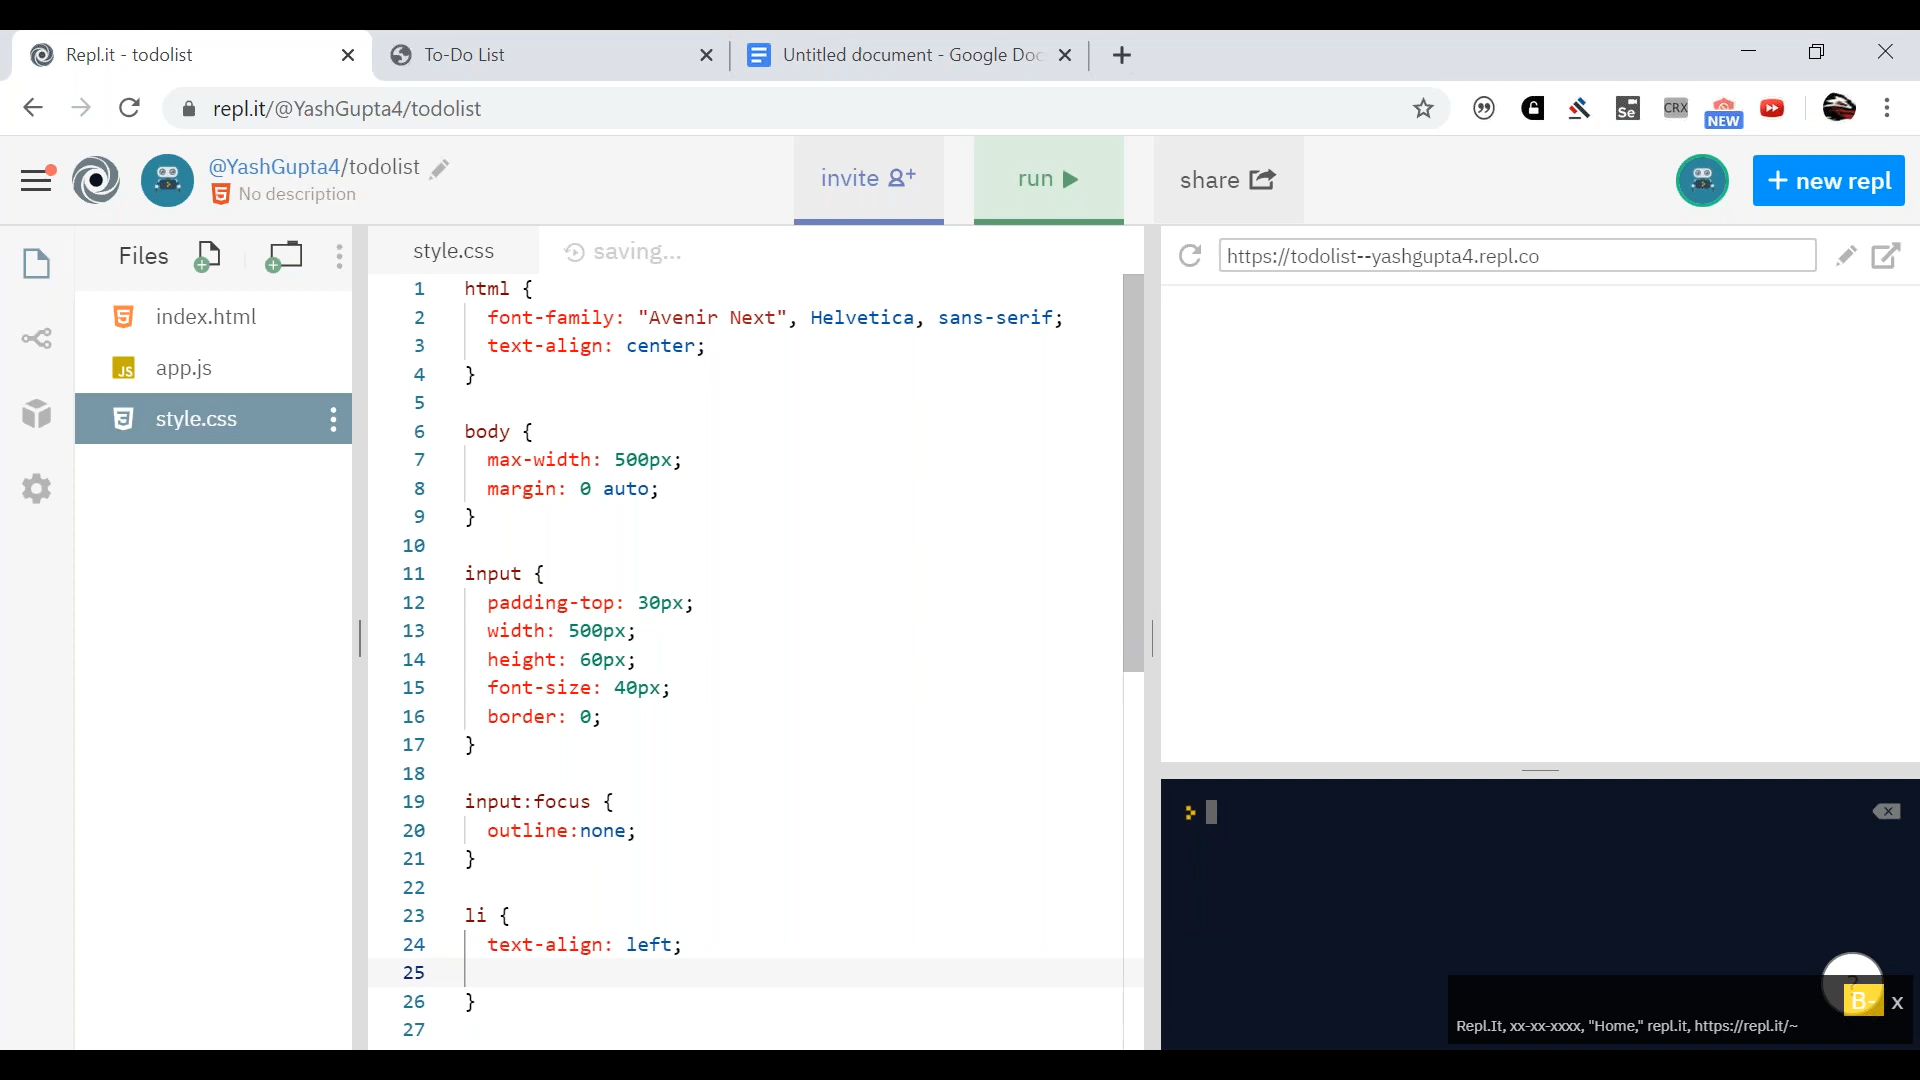 Repl.it - todolist
To-Do List
Untitled document - Google Doc
repl.it/@YashGupta4/todolist
Se
CRX
NEW
@YashGupta4/todolist
No description
invite
run
share
+ new repl
Files
style.css
saving...
https://todolist--yashgupta4.repl.co
index.html
JS app.js
style.css
1 html {
2 font-family: "Avenir Next", Helvetica, sans-serif;
3 text-align: center;
4 }
5
6 body {
7 max-width: 500px;
8 margin: 0 auto;
9 }
10
11 input {
12 padding-top: 30px;
13 width: 500px;
14 height: 60px;
15 font-size: 40px;
16 border: 0;
17 }
18
19 input:focus {
20 outline:none;
21 }
22
23 li {
24 text-align: left;
25
26 }
27
?
B-
x
Repl.It, xx-xx-xxxx, "Home," repl.it, https://repl.it/~